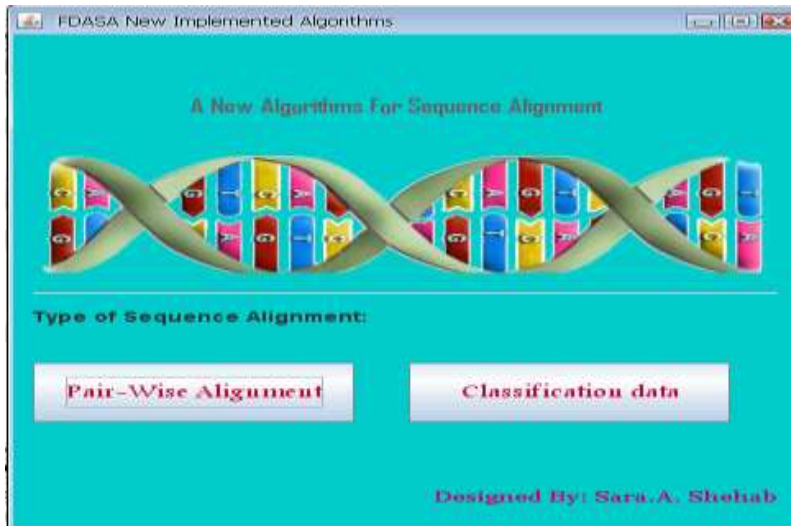 FDASA New Implemented Algorithms
A New Algorithms For Sequence Alignment
Type of Sequence Alignment:
Pair-Wise Alignment
Classification data
Designed By: Sara.A. Shehab